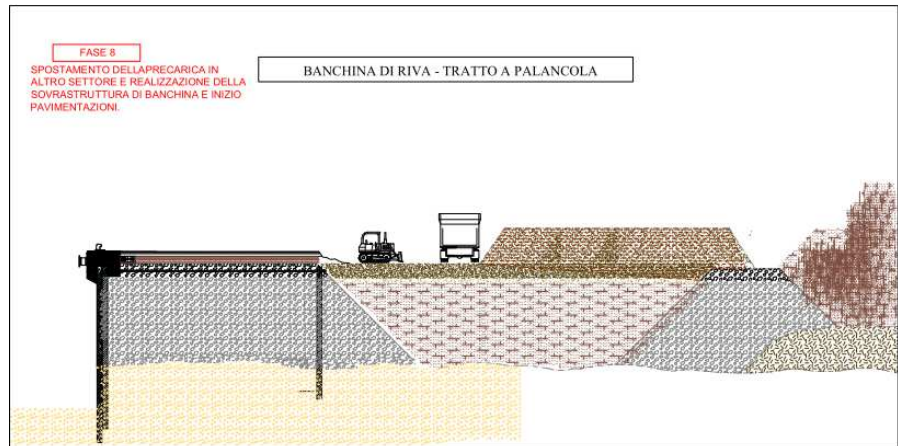 FASE 8
SPOSTAMENTO DELLAPRECARICA IN
ALTRO SETTORE E REALIZZAZIONE DELLA
SOVRASTRUTTURA DI BANCHINA E INIZIO
PAVIMENTAZIONI.
BANCHINA DI RIVA - TRATTO A PALANCOLA